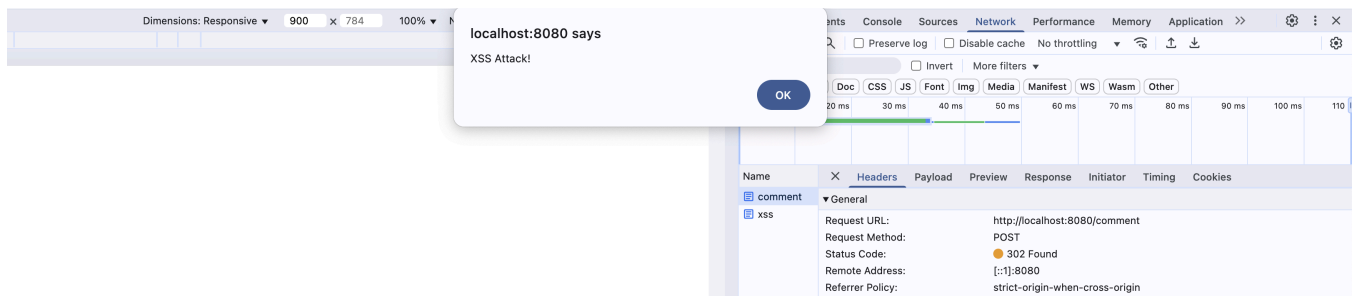 Dimensions: Responsive ▼ 900 × 784 100% ▼
localhost:8080 says
XSS Attack!
OK
Console Sources Network Performance Memory Application
Preserve log Disable cache No throttling
Invert More filters
Doc CSS JS Font Img Media Manifest WS Wasm Other
20 ms 30 ms 40 ms 50 ms 60 ms 70 ms 80 ms 90 ms 100 ms 110
Name Headers Payload Preview Response Initiator Timing Cookies
comment
xss
General
Request URL: http://localhost:8080/comment
Request Method: POST
Status Code: 302 Found
Remote Address: [::1]:8080
Referrer Policy: strict-origin-when-cross-origin